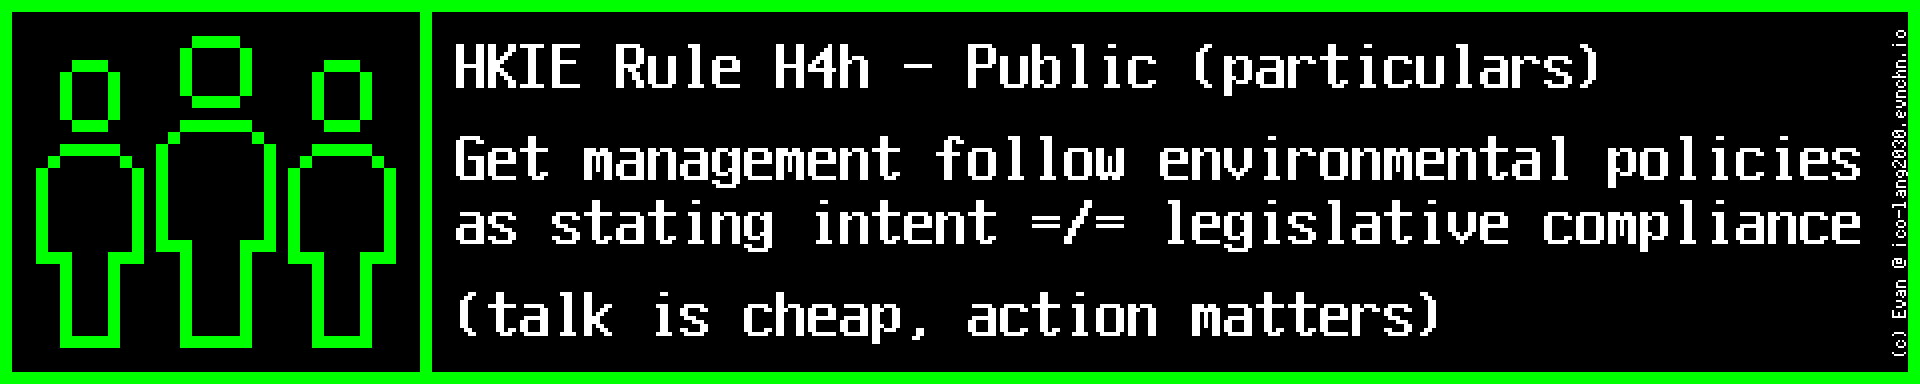 HKIE Rule H4h - Public (particulars)
Get management follow environmental policies
as stating intent =/= legislative compliance
(talk is cheap, action matters)
(c) Evan @ ico-lang2030.evnchn.io